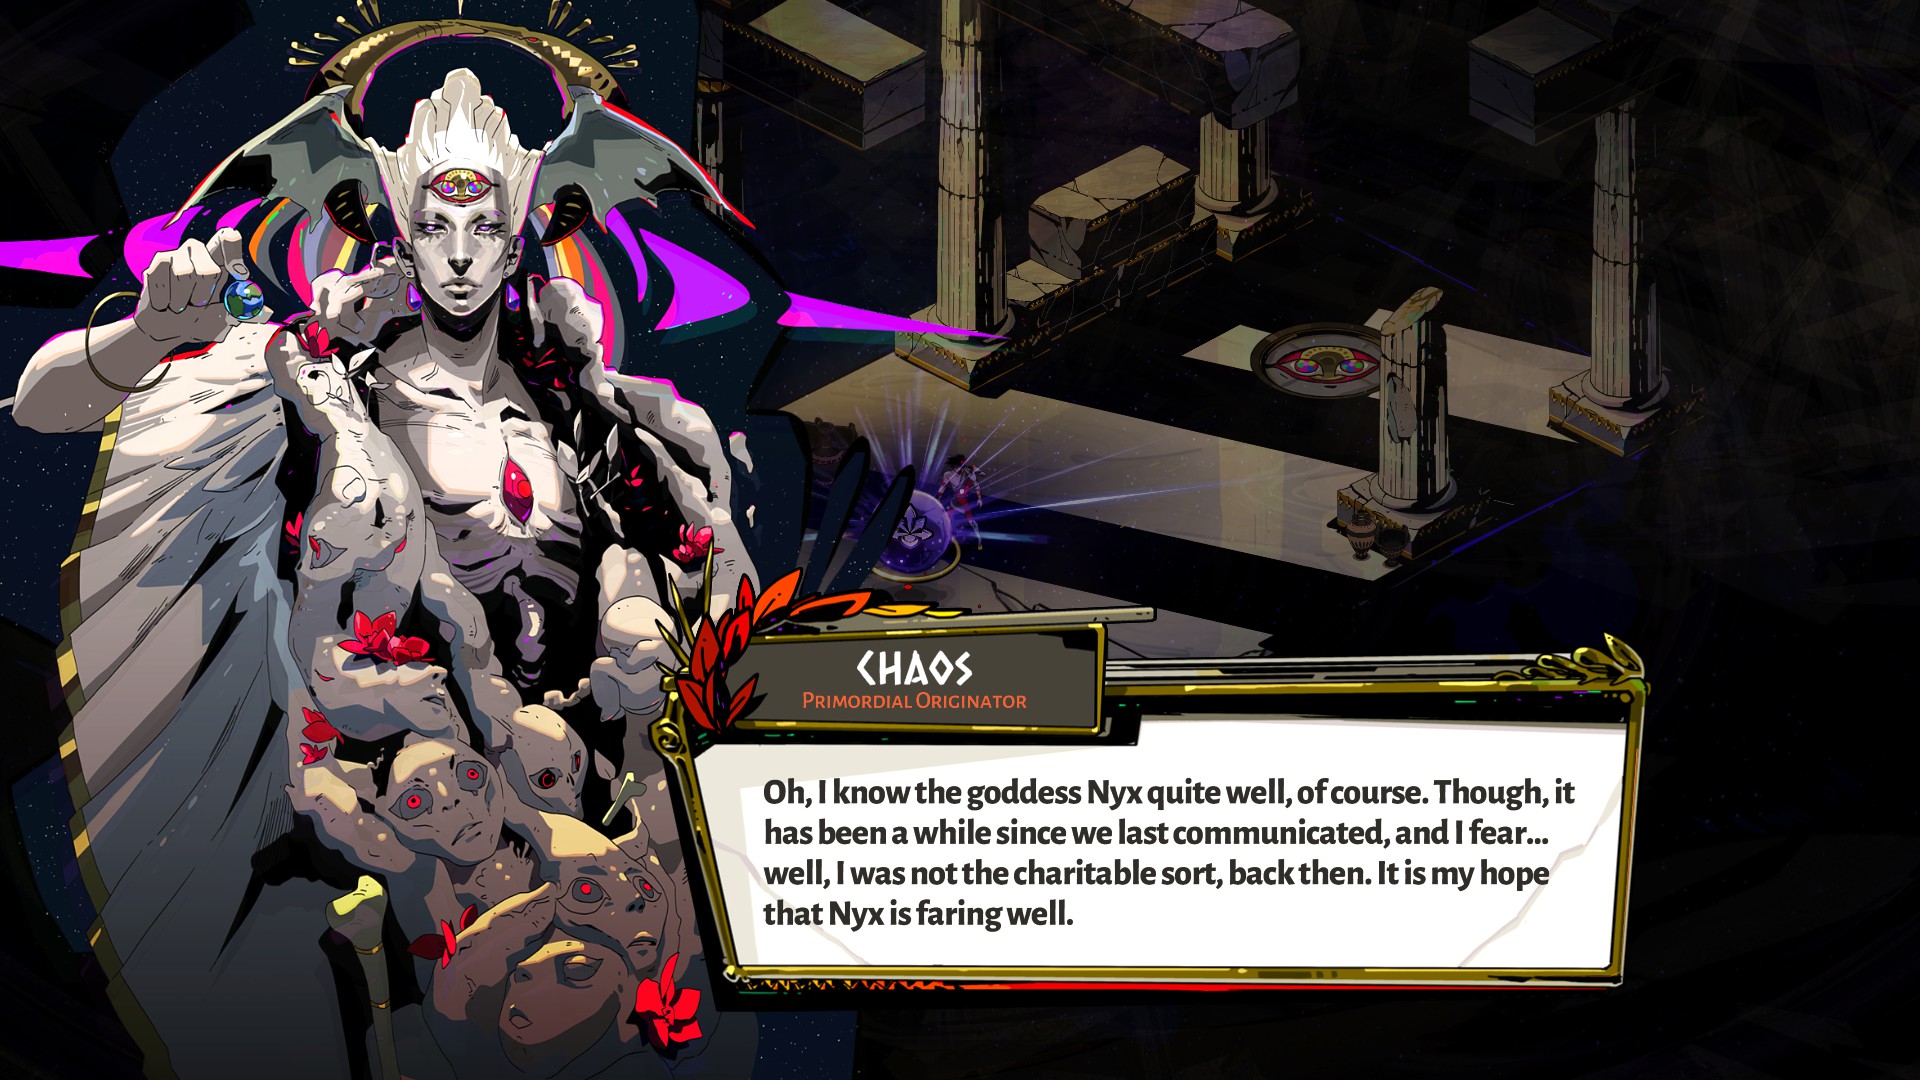 CHAOS
PRIMORDIAL ORIGINATOR
Oh, I know the goddess Nyx quite well, of course. Though, it
has been a while since we last communicated, and I fear...
well, I was not the charitable sort, back then. It is my hope
that Nyx is faring well.